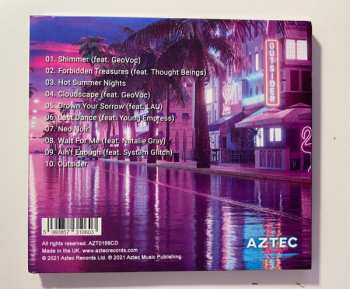 OUTSIDER
01. Shimmer (feat. GeoVoc)
02. Forbidden Treasures (feat. Thought Beings)
03. Hot Summer Nights
04. Cloudscape (feat. GeoVoc)
05. Drown Your Sorrow (feat. LAU)
06. Last Dance (feat. Young Empress)
07. Neo Noir
08. Wait For Me (feat. Natalie Gray)
09. Ain't Enough (feat. System Glitch)
10. Outsider
AZTEC
All rights reserved. AZT0199CD
Made in the UK. www.aztecrecords.com
℗ 2021 Aztec Records Ltd. © 2021 Aztec Music Publishing